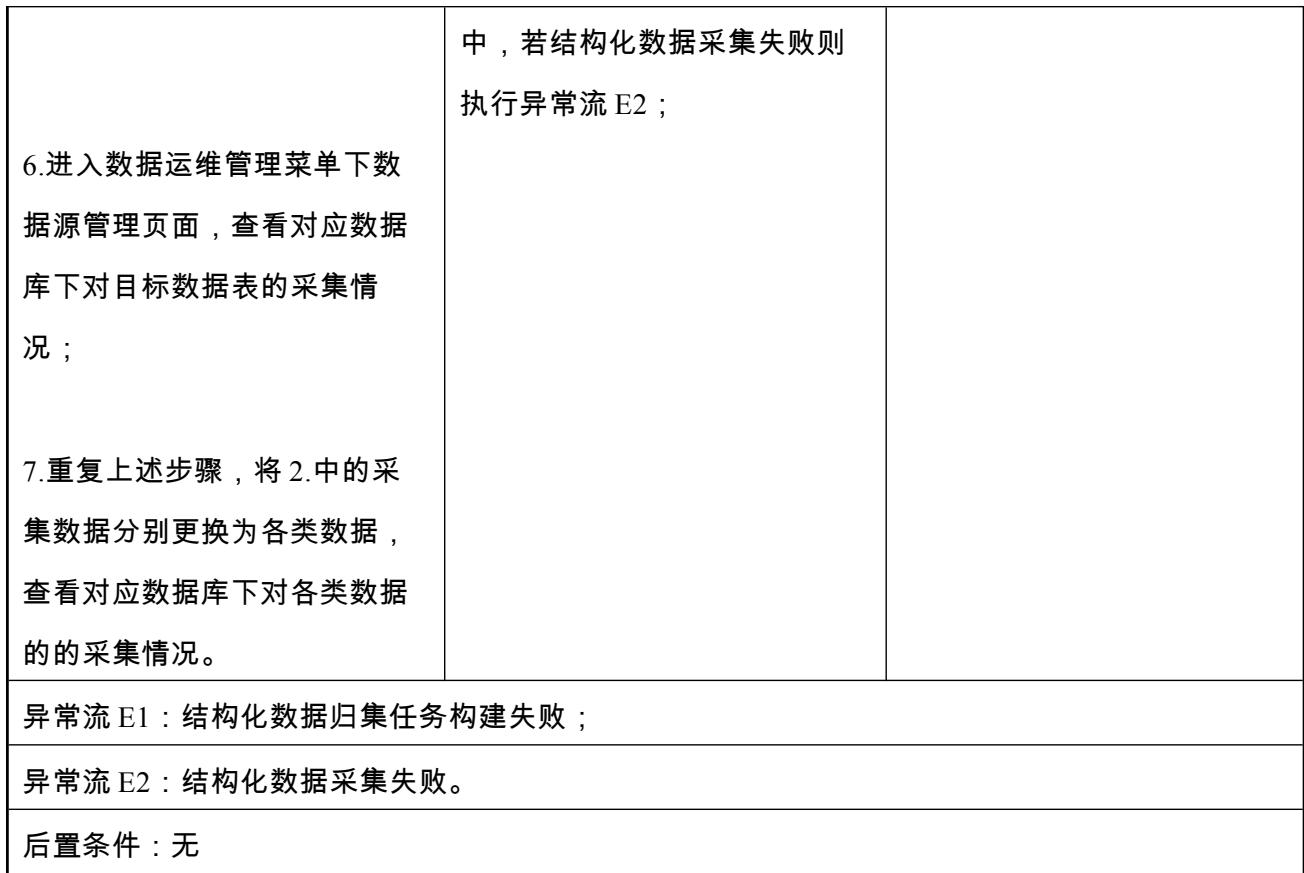 中，若结构化数据采集失败则
执行异常流 E2；
6.进入数据运维管理菜单下数
据源管理页面，查看对应数据
库下对目标数据表的采集情
况；
7.重复上述步骤，将 2.中的采
集数据分别更换为各类数据，
查看对应数据库下对各类数据
的的采集情况。
异常流 E1：结构化数据归集任务构建失败；
异常流 E2：结构化数据采集失败。
后置条件：无